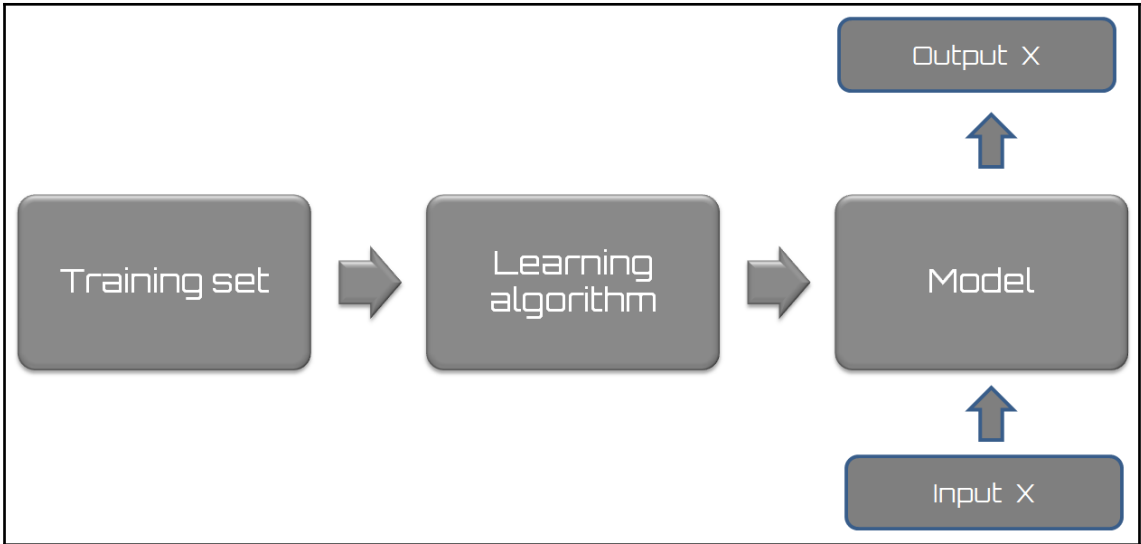 Output X
Training set
Learning
algorithm
Model
Input X